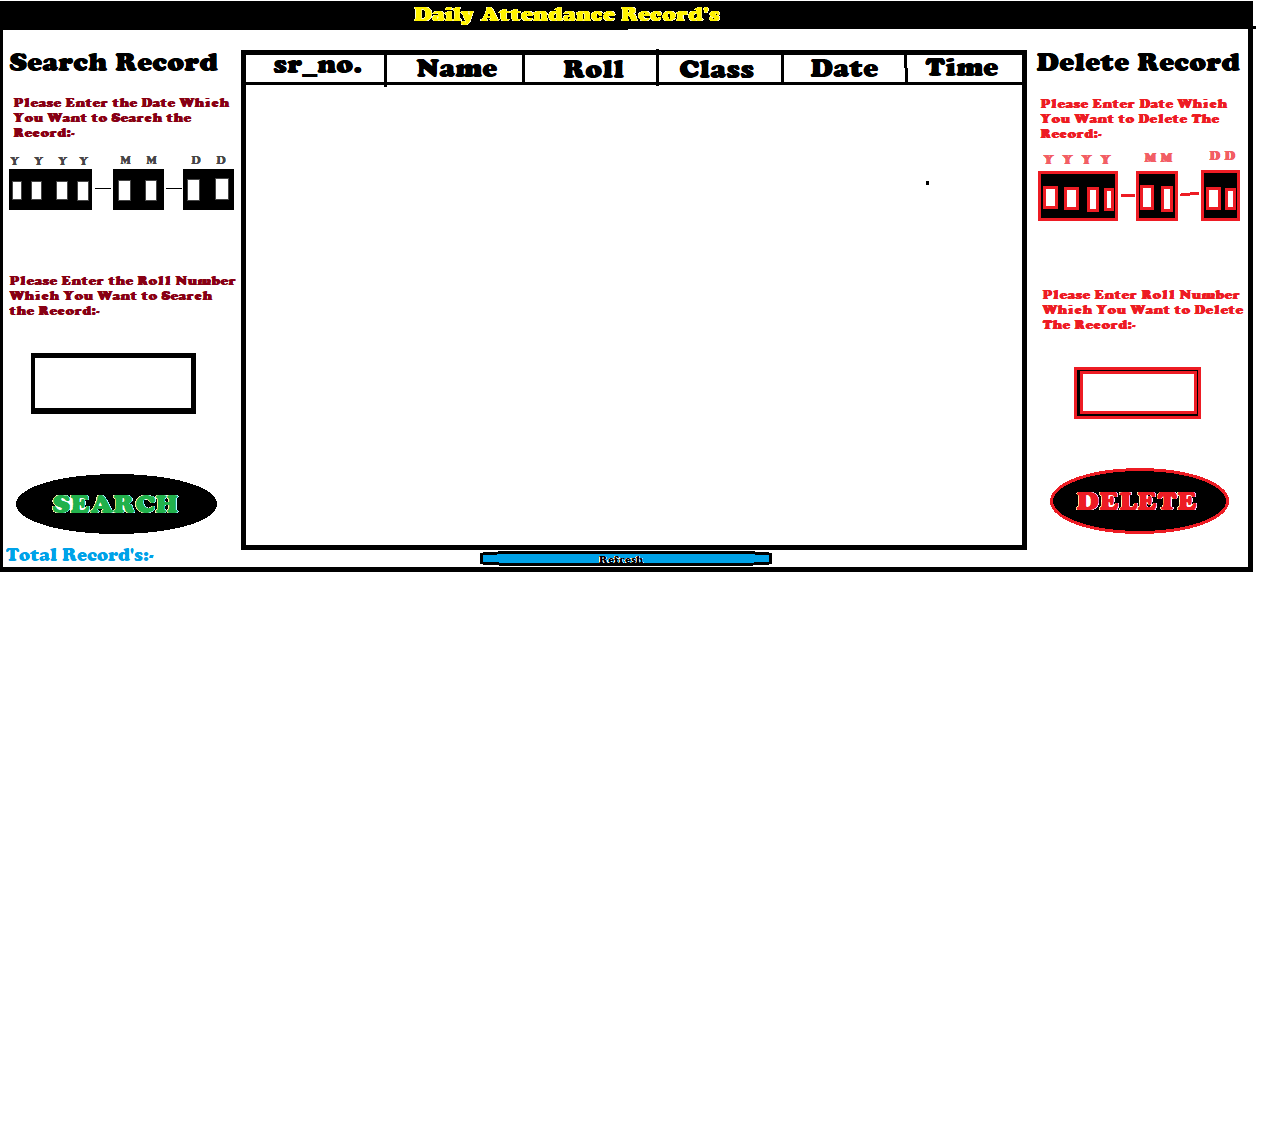 Daily Attendance Record's
Search Record
Please Enter the Date Which
You Want to Search the
Record:-
Y Y Y Y M M D D
Please Enter the Roll Number
Which You Want to Search
the Record:-
SEARCH
Total Record's:-
sr_no. Name Roll Class Date Time
Refresh
Delete Record
Please Enter Date Which
You Want to Delete The
Record:-
Y Y Y Y M M D D
Please Enter Roll Number
Which You Want to Delete
The Record:-
DELETE